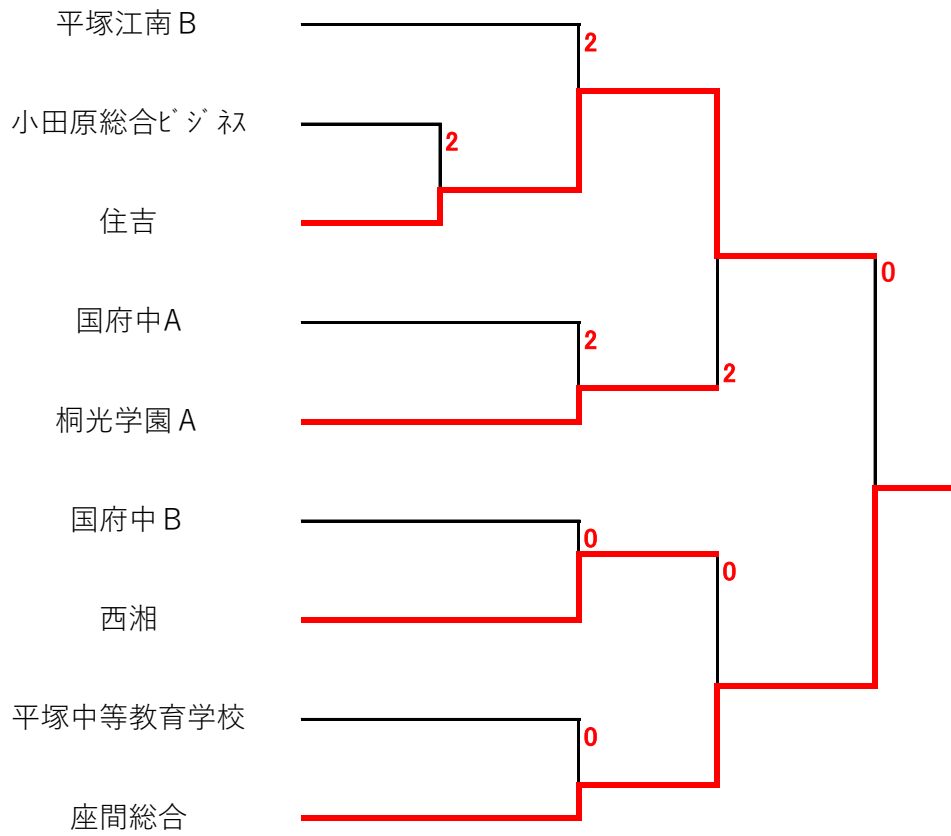 平塚江南Ｂ
2
小田原総合ﾋﾞｼﾞﾈｽ
2
住吉
国府中A
2
2
桐光学園Ａ
0
国府中Ｂ
0
0
西湘
平塚中等教育学校
0
座間総合